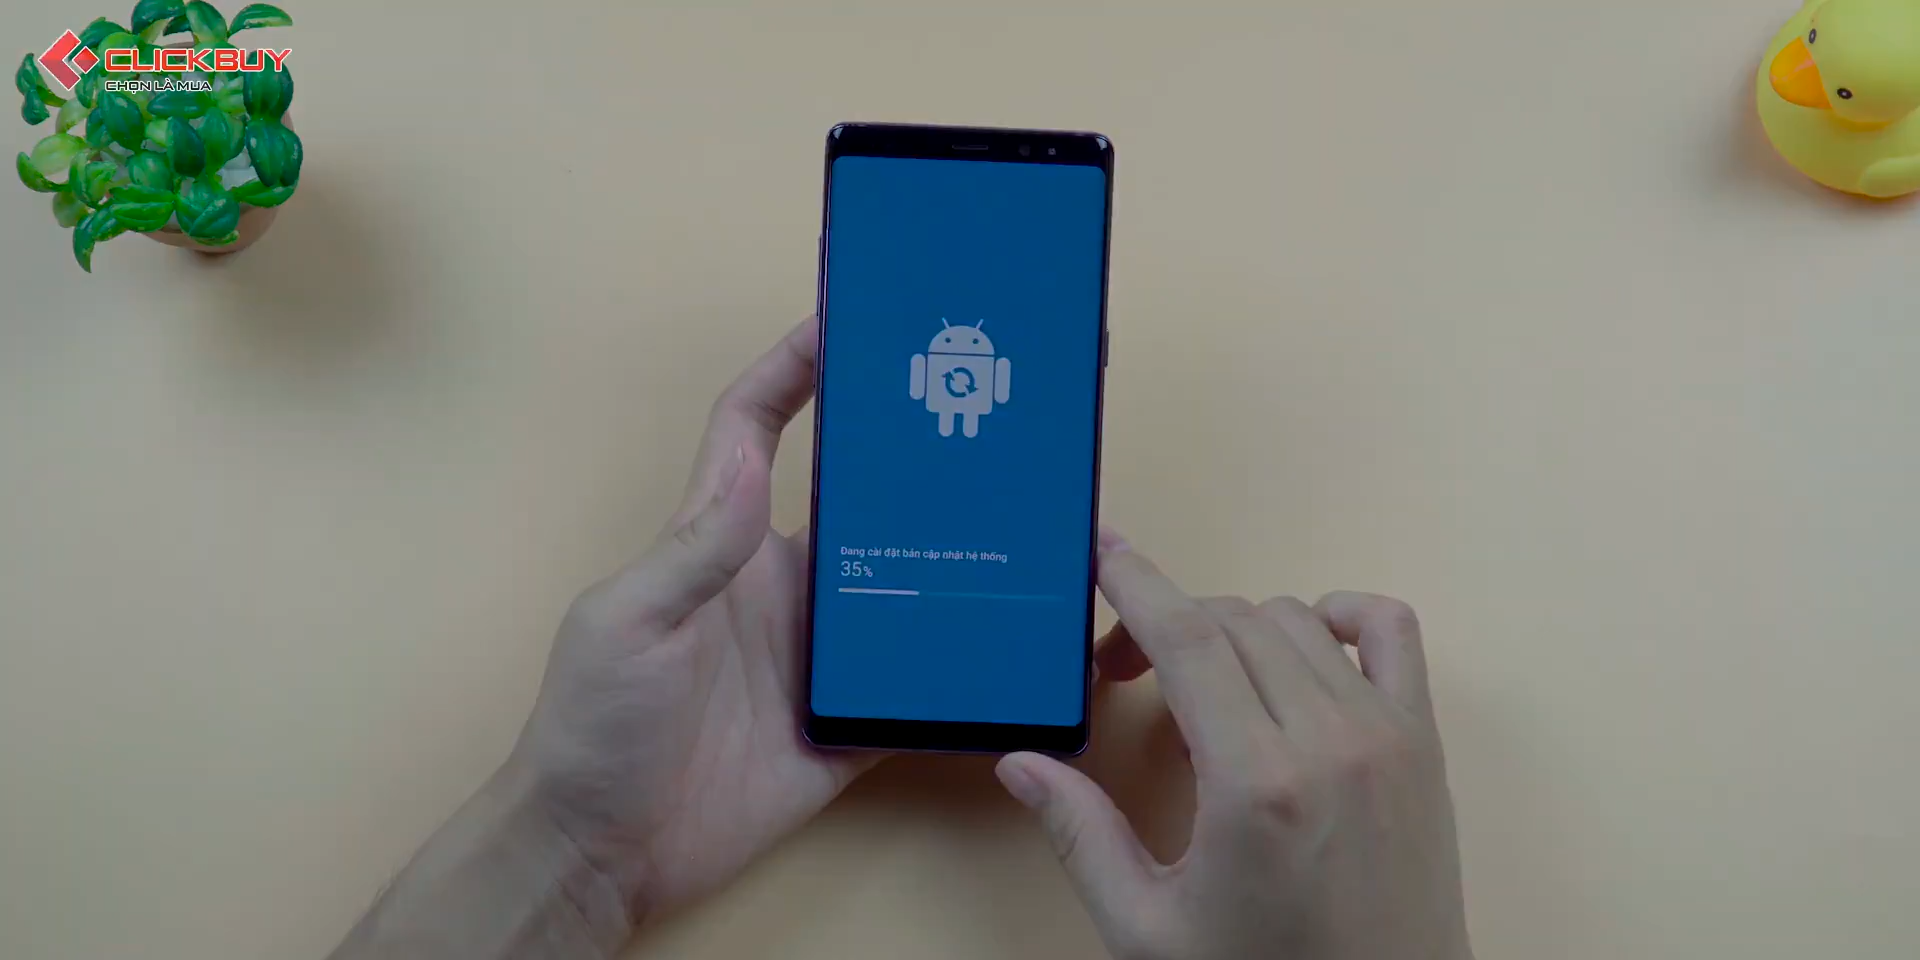 CLICKBUY
CHỌN LÀ MUA
Đang cài đặt bản cập nhật hệ thống
35%